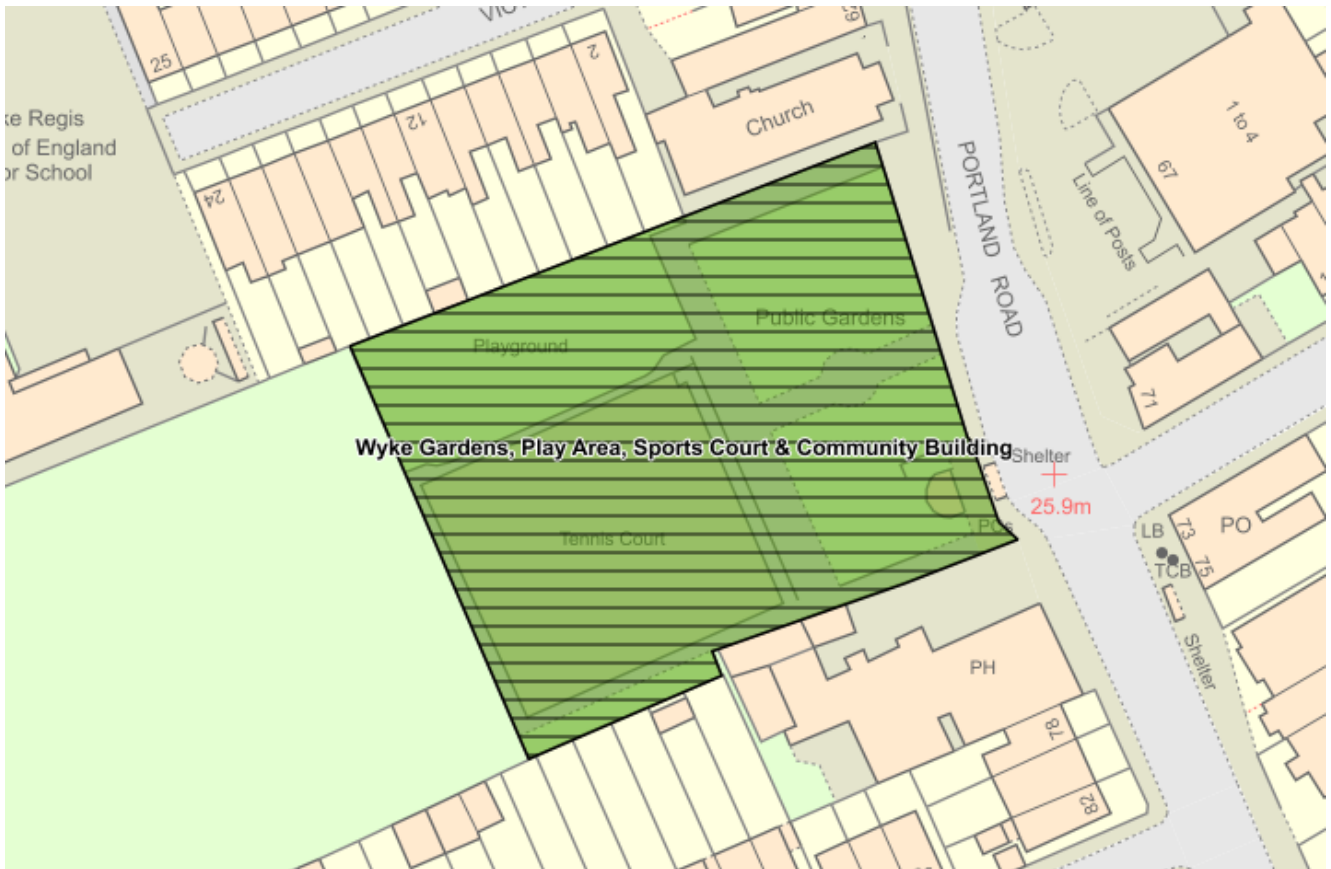 VICT
62
25
2
ke Regis
of England
or School
12
Church
1 to 4
67
24
PORTLAND ROAD
Line of Posts
Public Gardens
Playground
71
Wyke Gardens, Play Area, Sports Court & Community Building
Shelter
25.9m
PCs
Tennis Court
LB
73
PO
TCB
75
Shelter
PH
78
82